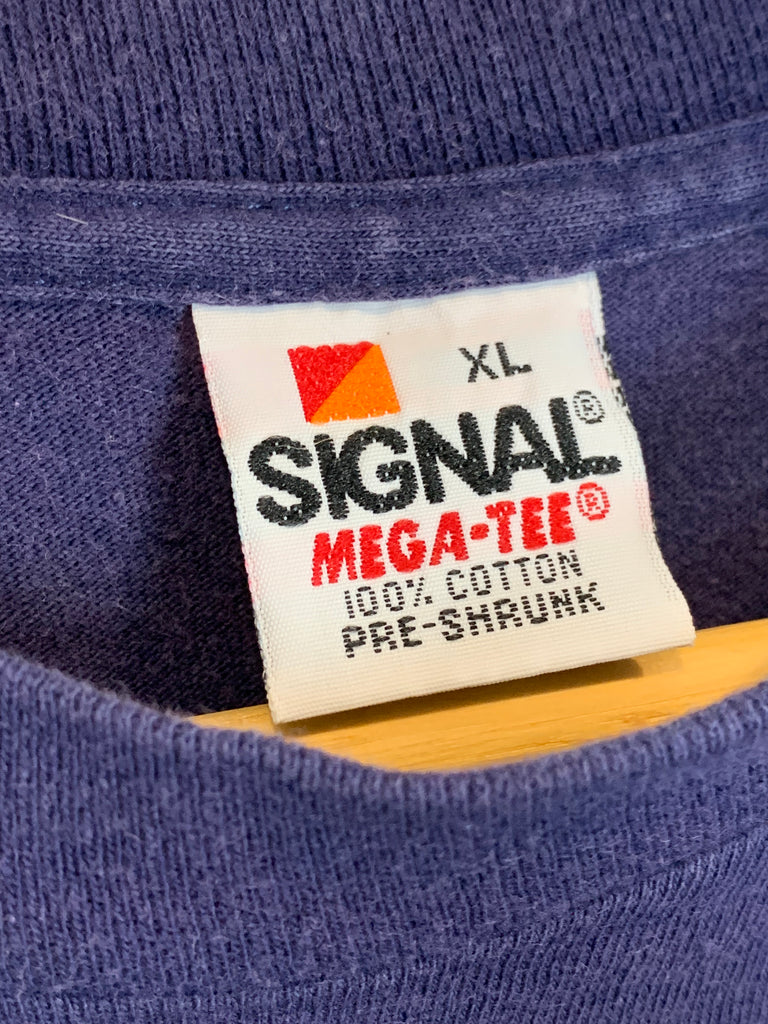 XL
SIGNAL®
MEGA-TEE®
100% COTTON
PRE-SHRUNK